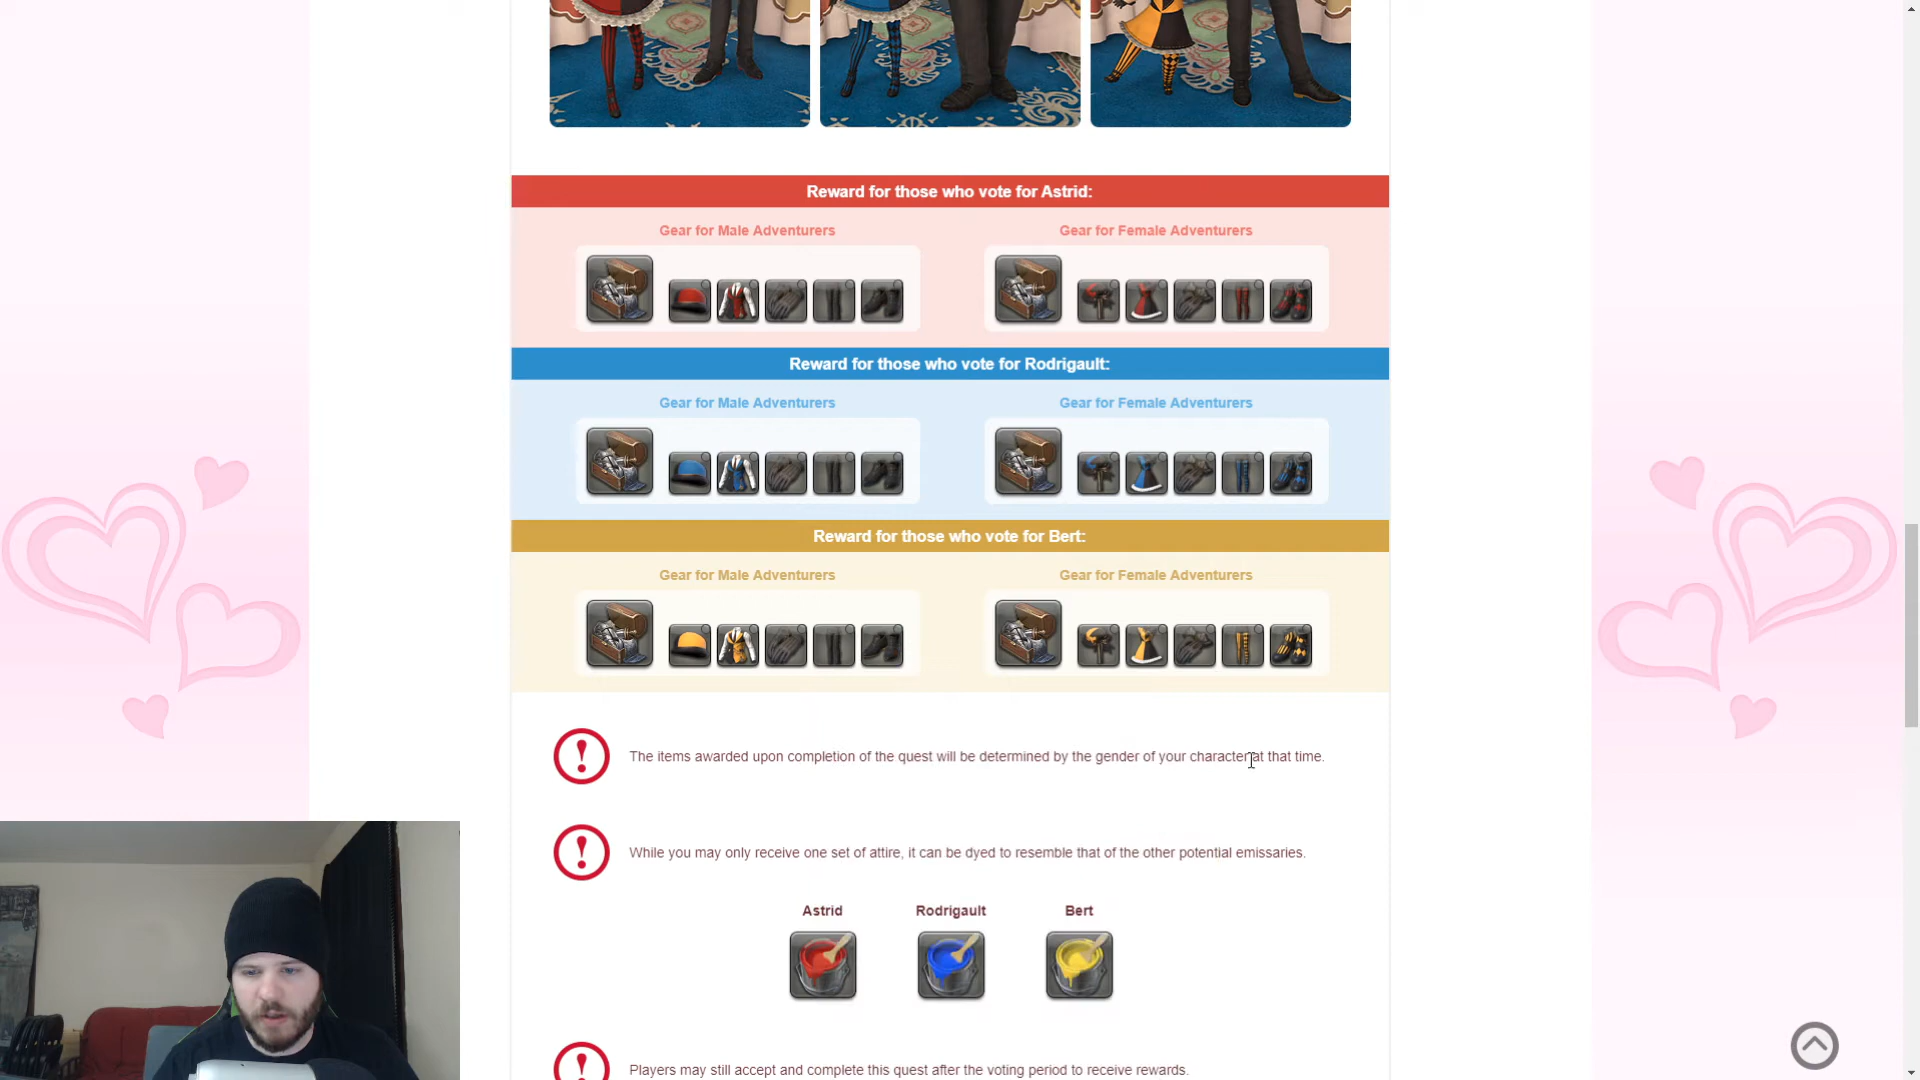 Reward for those who vote for Astrid:
Gear for Male Adventurers
Gear for Female Adventurers
Reward for those who vote for Rodrigault:
Gear for Male Adventurers
Gear for Female Adventurers
Reward for those who vote for Bert:
Gear for Male Adventurers
Gear for Female Adventurers
The items awarded upon completion of the quest will be determined by the gender of your character at that time.
While you may only receive one set of attire, it can be dyed to resemble that of the other potential emissaries.
Astrid
Rodrigault
Bert
Players may still accept and complete this quest after the voting period to receive rewards.